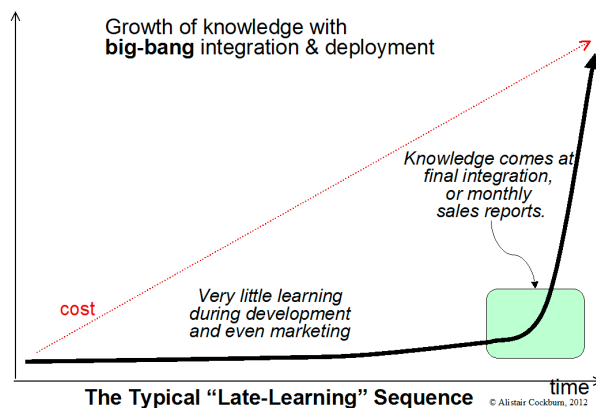 Growth of knowledge with
big-bang integration & deployment
Knowledge comes at
final integration,
or monthly
sales reports.
cost
Very little learning
during development
and even marketing
time
The Typical “Late-Learning” Sequence
© Alistair Cockburn, 2012